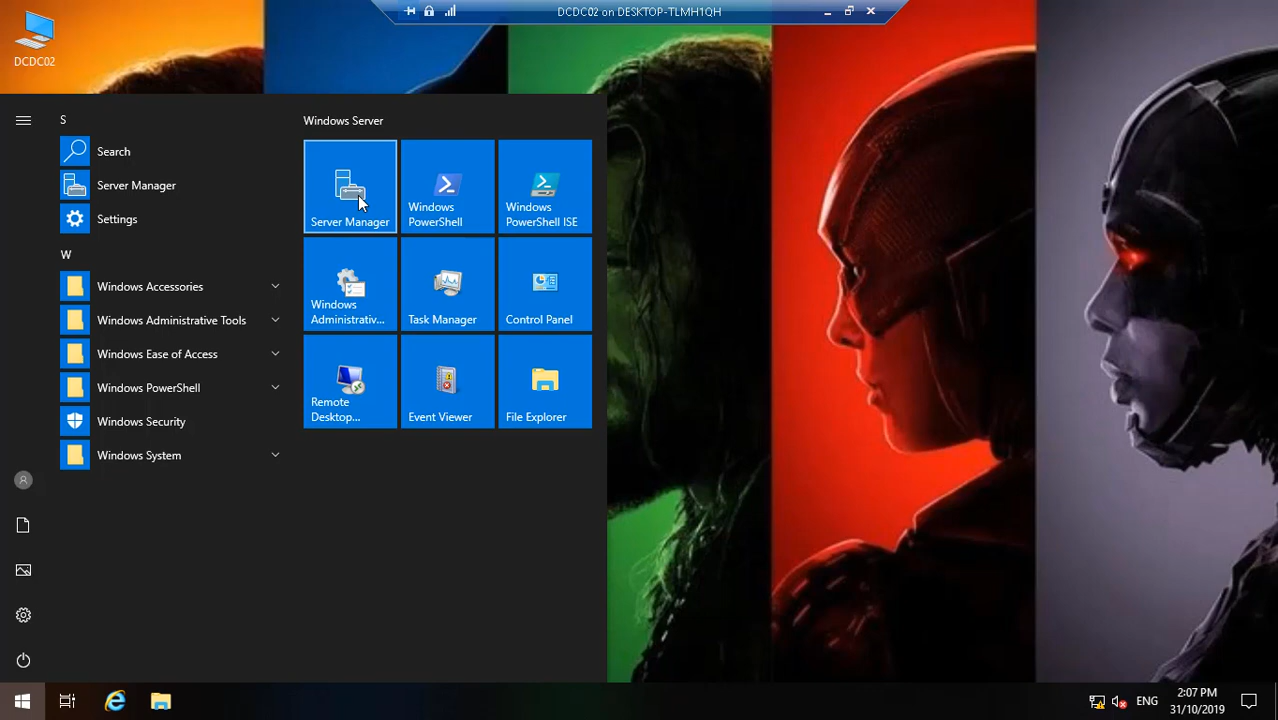 DCDC02 on DESKTOP-TLMH1QH
DCDC02
S
Search
Server Manager
Settings
W
Windows Accessories
Windows Administrative Tools
Windows Ease of Access
Windows PowerShell
Windows Security
Windows System
Windows Server
Server Manager
Windows
PowerShell
Windows
PowerShell ISE
Windows
Administrativ...
Task Manager
Control Panel
Remote
Desktop...
Event Viewer
File Explorer
ENG
2:07 PM
31/10/2019